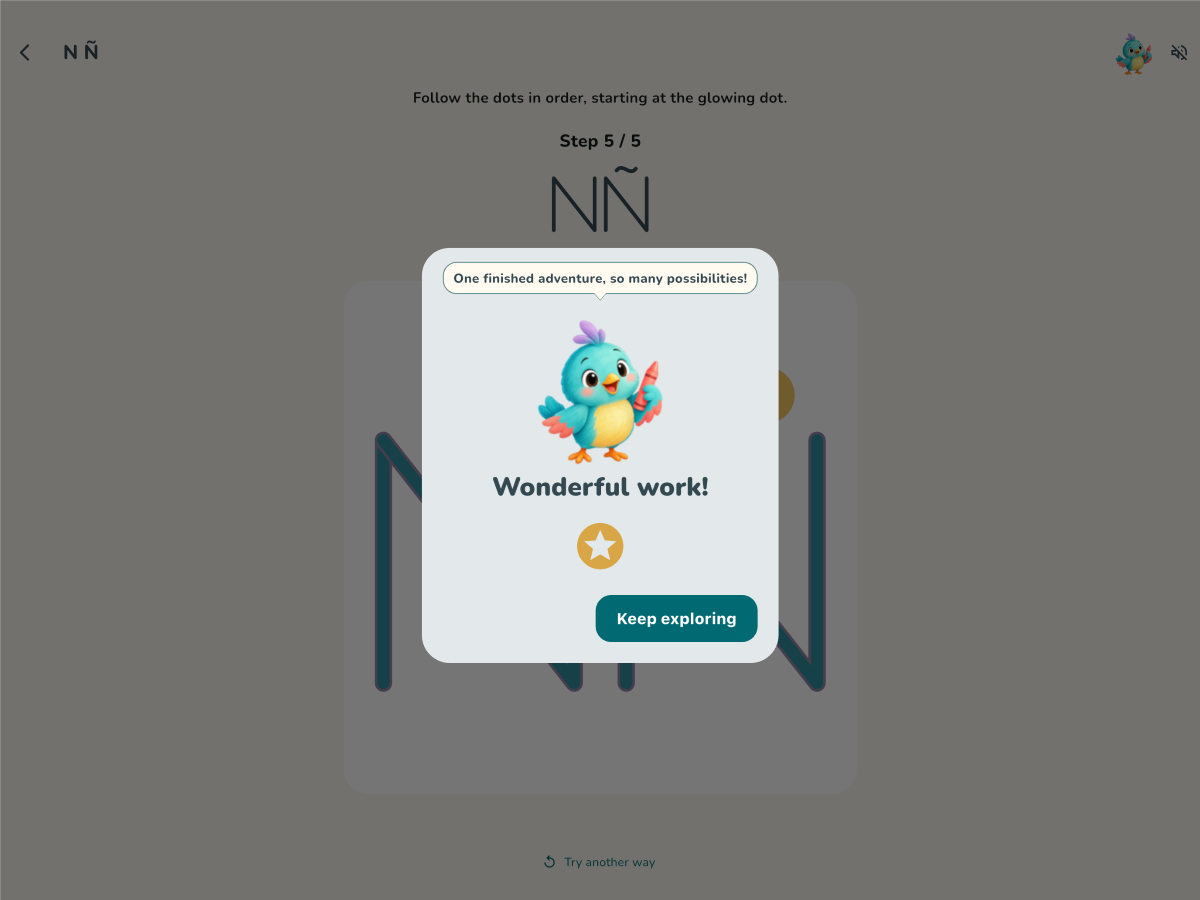 N Ñ
Follow the dots in order, starting at the glowing dot.
Step 5 / 5
NÑ
One finished adventure, so many possibilities!
Wonderful work!
Keep exploring
Try another way